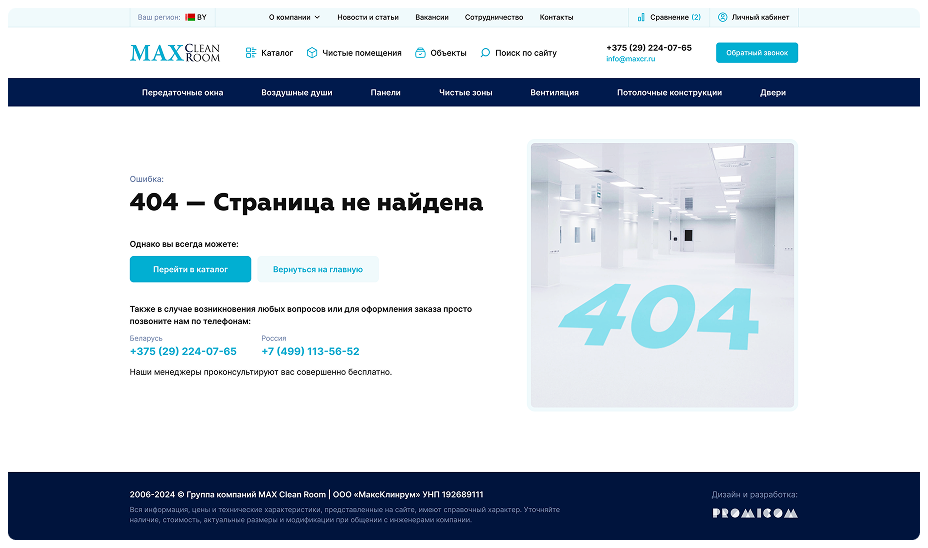 Ваш регион: BY О компании Новости и статьи Вакансии Сотрудничество Контакты Сравнение (2) Личный кабинет
MAX CLEAN ROOM Каталог Чистые помещения Объекты Поиск по сайту +375 (29) 224-07-65 Обратный звонок
info@maxcr.ru
Передаточные окна Воздушные души Панели Чистые зоны Вентиляция Потолочные конструкции Двери
Ошибка:
404 — Страница не найдена
Однако вы всегда можете:
Перейти в каталог Вернуться на главную
Также в случае возникновения любых вопросов или для оформления заказа просто
позвоните нам по телефонам:
Беларусь Россия
+375 (29) 224-07-65 +7 (499) 113-56-52
Наши менеджеры проконсультируют вас совершенно бесплатно.
404
2006-2024 © Группа компаний MAX Clean Room | ООО «МаксКлинрум» УНП 192689111
Вся информация, цены и технические характеристики, представленные на сайте, имеют справочный характер. Уточняйте
наличие, стоимость, актуальные размеры и модификации при общении с инженерами компании.
Дизайн и разработка:
PROMICOM